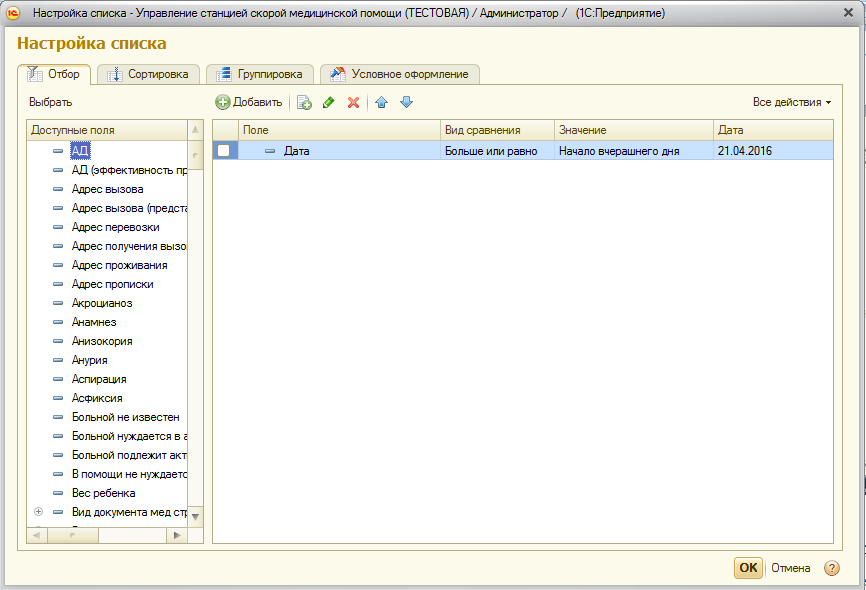 Настройка списка - Управление станцией скорой медицинской помощи (ТЕСТОВАЯ) / Администратор / (1С:Предприятие)
Настройка списка
Отбор
Сортировка
Группировка
Условное оформление
Выбрать
Добавить
Все действия
Доступные поля
Поле
Вид сравнения
Значение
Дата
Дата
Больше или равно
Начало вчерашнего дня
21.04.2016
АД
АД (эффективность пр
Адрес вызова
Адрес вызова (предста
Адрес перевозки
Адрес получения вызо
Адрес проживания
Адрес прописки
Акроцианоз
Анамнез
Анизокория
Анурия
Аспирация
Асфиксия
Больной не известен
Больной нуждается в а
Больной подлежит акт
В помощи не нуждаетс
Вес ребенка
Вид документа мед стр
OK
Отмена
?